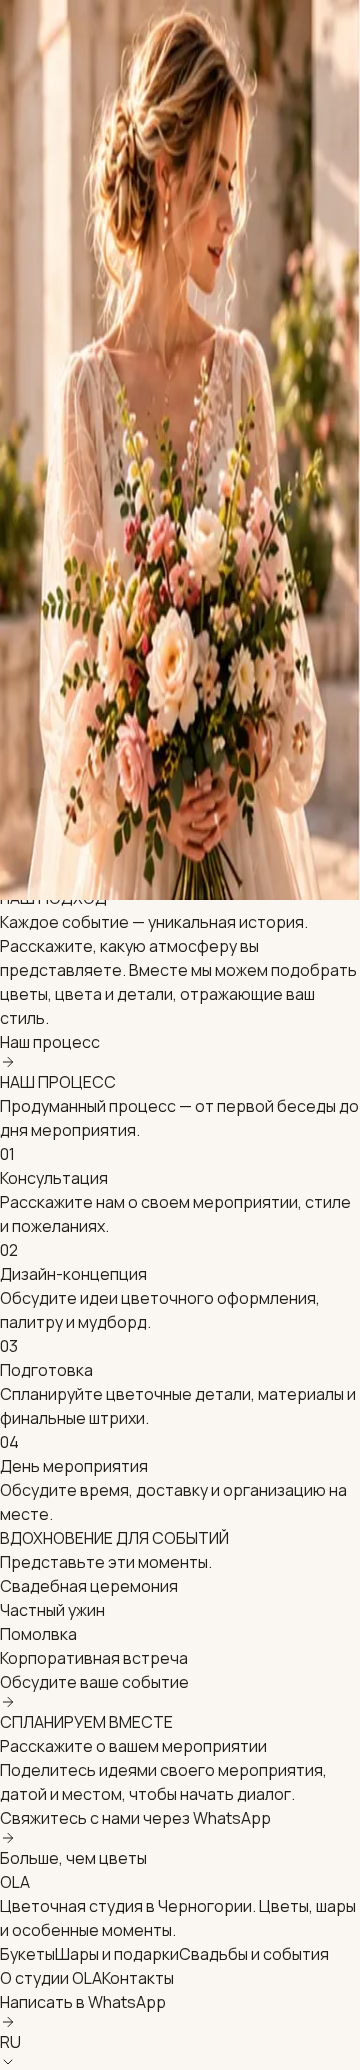 НАШ ПОДХОД
Каждое событие — уникальная история.
Расскажите, какую атмосферу вы
представляете. Вместе мы можем подобрать
цветы, цвета и детали, отражающие ваш
стиль.
Наш процесс
→
НАШ ПРОЦЕСС
Продуманный процесс — от первой беседы до
дня мероприятия.
01
Консультация
Расскажите нам о своем мероприятии, стиле
и пожеланиях.
02
Дизайн-концепция
Обсудите идеи цветочного оформления,
палитру и мудборд.
03
Подготовка
Спланируйте цветочные детали, материалы и
финальные штрихи.
04
День мероприятия
Обсудите время, доставку и организацию на
месте.
ВДОХНОВЕНИЕ ДЛЯ СОБЫТИЙ
Представьте эти моменты.
Свадебная церемония
Частный ужин
Помолвка
Корпоративная встреча
Обсудите ваше событие
→
СПЛАНИРУЕМ ВМЕСТЕ
Расскажите о вашем мероприятии
Поделитесь идеями своего мероприятия,
датой и местом, чтобы начать диалог.
Свяжитесь с нами через WhatsApp
→
Больше, чем цветы
OLA
Цветочная студия в Черногории. Цветы, шары
и особенные моменты.
БукетыШары и подаркиСвадьбы и события
О студии OLAКонтакты
Написать в WhatsApp
→
RU